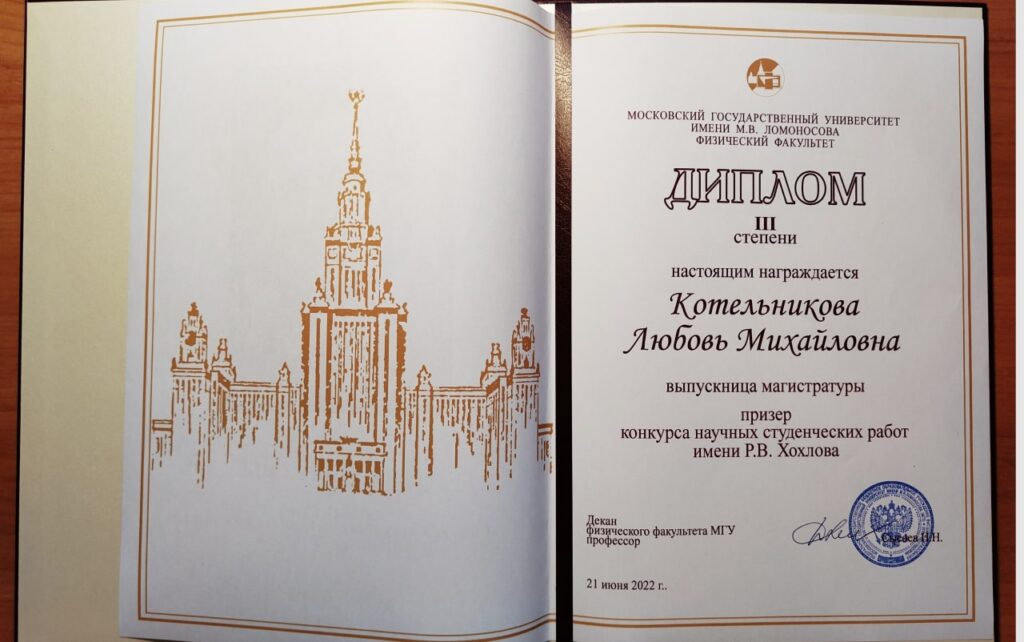 МОСКОВСКИЙ ГОСУДАРСТВЕННЫЙ УНИВЕРСИТЕТ
ИМЕНИ М.В. ЛОМОНОСОВА
ФИЗИЧЕСКИЙ ФАКУЛЬТЕТ
ДИПЛОМ
III
степени
настоящим награждается
Котельникова
Любовь Михайловна
выпускница магистратуры
призер
конкурса научных студенческих работ
имени Р.В. Хохлова
Декан
физического факультета МГУ
профессор
Сысоев Н.Н.
21 июня 2022 г..